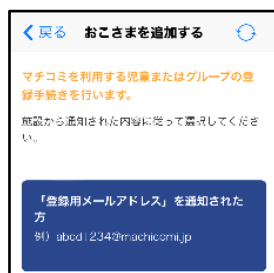 戻る おこさまを追加する
マチコミを利用する児童またはグループの登
録手続きを行います。
施設から通知された内容に従って選択してくださ
い。
「登録用メールアドレス」を通知された
方
例）abcd1234@machicomi.jp